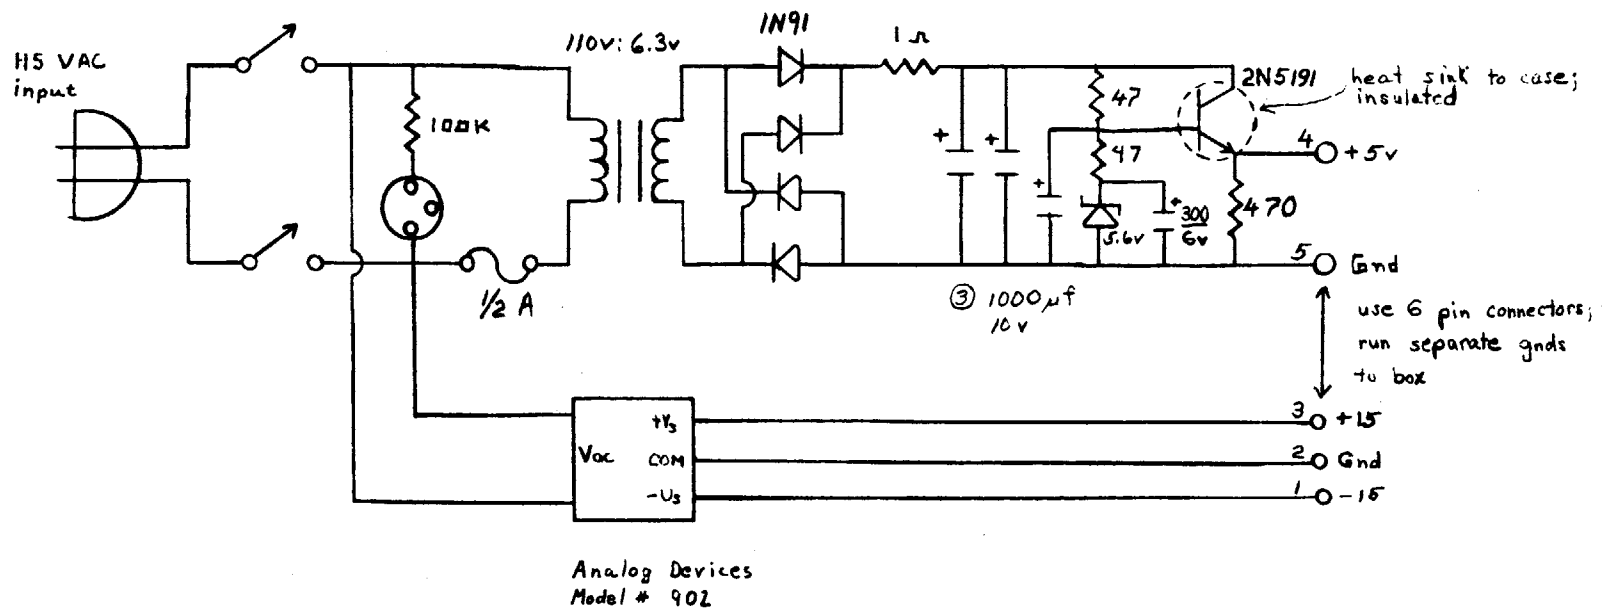 115 VAC
input
100K
110v: 6.3v
1/2 A
1N91
1 Ω
+
+
+
47
47
5.6v
+ 300
6v
2N5191
heat sink to case;
insulated
4
+5v
470
5
Gnd
③ 1000 µf
10 v
use 6 pin connectors;
run separate gnds
to box
Vac
+Vs
COM
-Vs
3
+15
2
Gnd
1
-15
Analog Devices
Model # 902